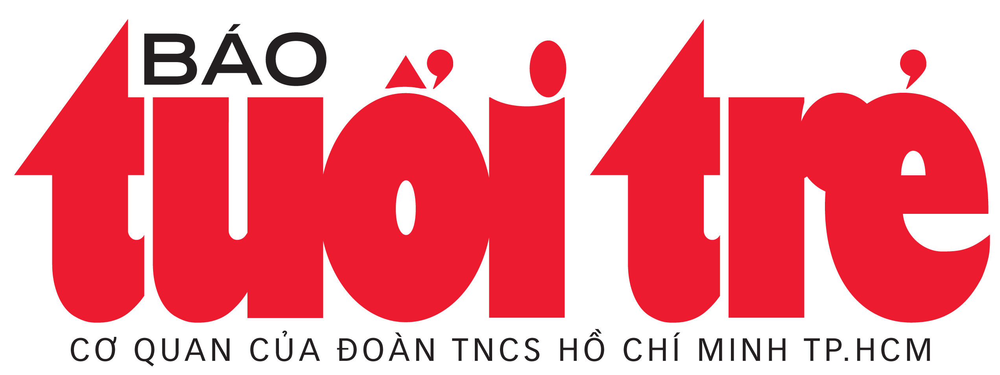 BÁO
tuổi trẻ
CƠ QUAN CỦA ĐOÀN TNCS HỒ CHÍ MINH TP.HCM